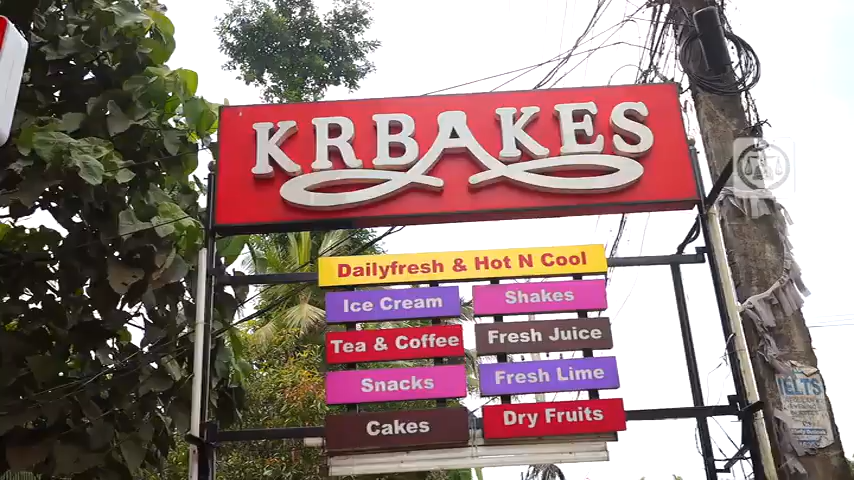 KRBAKES
Dailyfresh & Hot N Cool
Ice Cream
Shakes
Tea & Coffee
Fresh Juice
Snacks
Fresh Lime
Cakes
Dry Fruits
IELTS